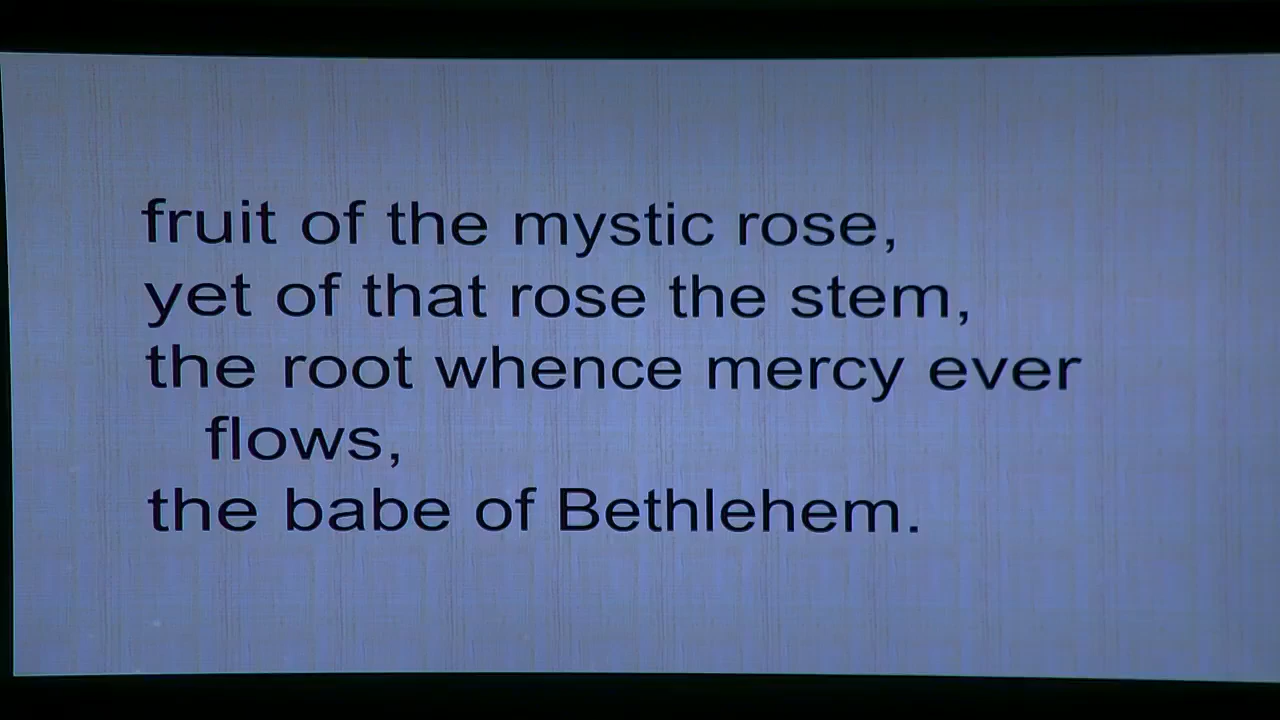 fruit of the mystic rose,
yet of that rose the stem,
the root whence mercy ever
flows,
the babe of Bethlehem.